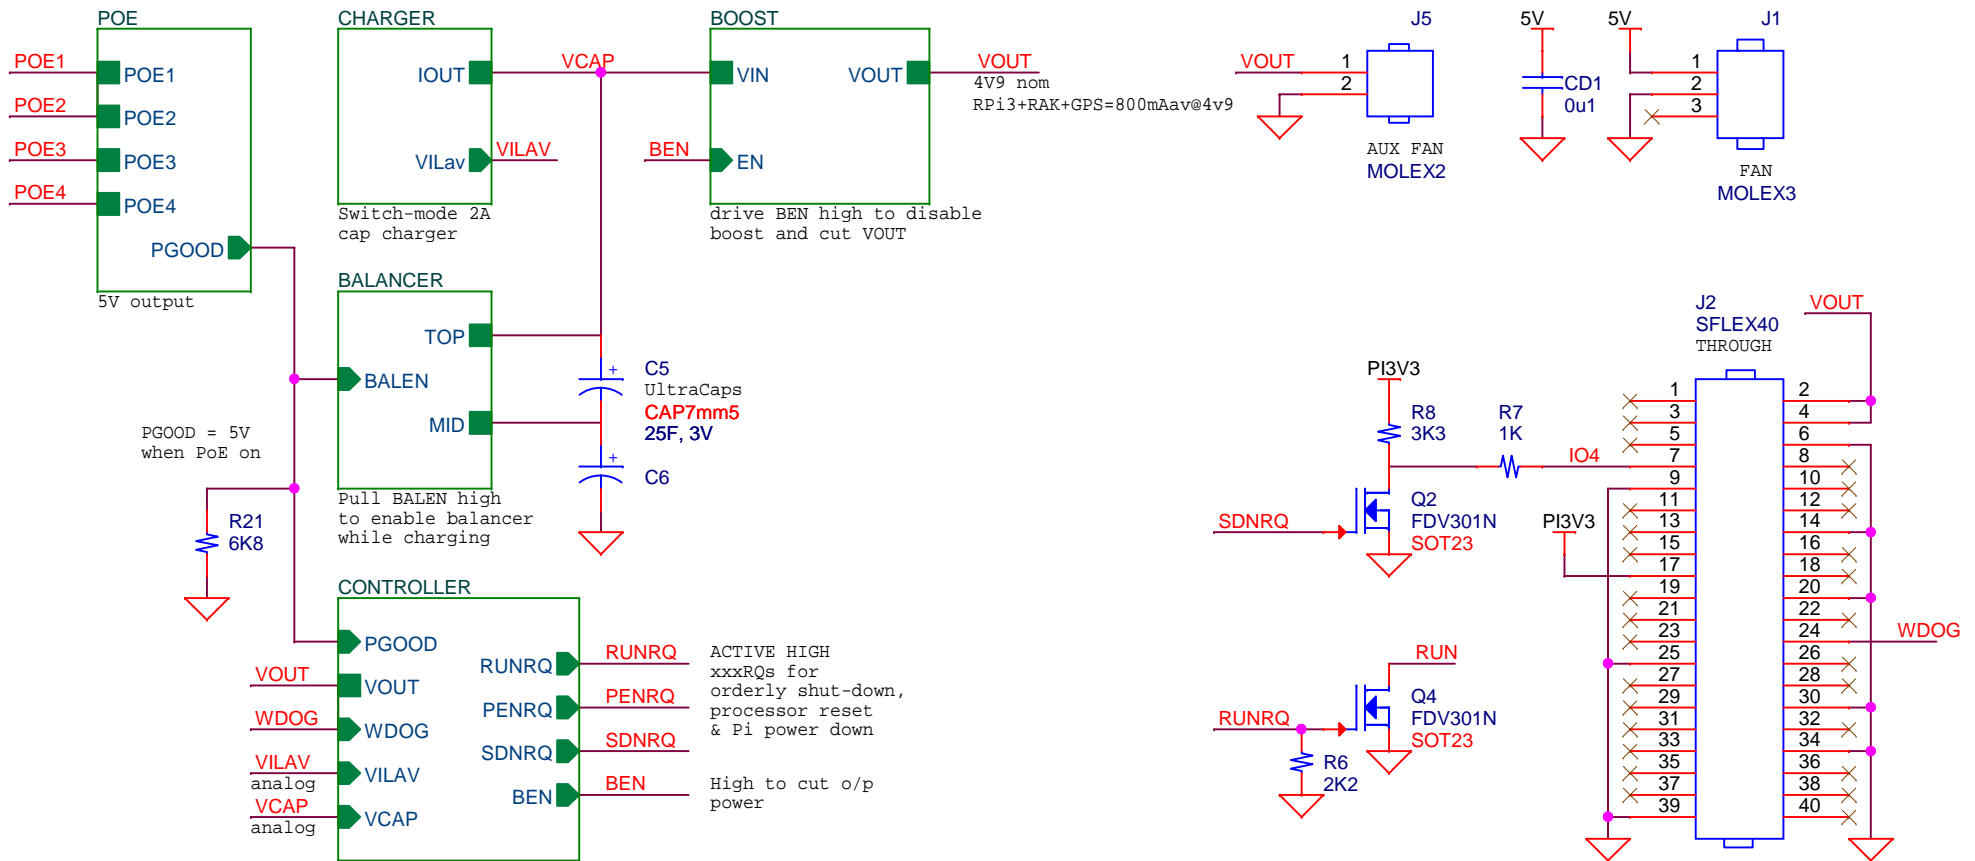 POE
POE1
POE2
POE3
POE4
POE1
POE2
POE3
POE4
PGOOD
5V output
PGOOD = 5V
when PoE on
R21
6K8
CHARGER
IOUT
VILav
VILAV
Switch-mode 2A
cap charger
VCAP
BALANCER
TOP
BALEN
MID
Pull BALEN high
to enable balancer
while charging
+
C5
UltraCaps
CAP7mm5
25F, 3V
+
C6
BOOST
VIN
VOUT
BEN
EN
drive BEN high to disable
boost and cut VOUT
VOUT
4V9 nom
RPi3+RAK+GPS=800mAav@4v9
CONTROLLER
PGOOD
VOUT
VOUT
WDOG
WDOG
VILAV
analog
VILAV
VCAP
analog
VCAP
RUNRQ
RUNRQ
PENRQ
PENRQ
SDNRQ
SDNRQ
BEN
BEN
ACTIVE HIGH
xxxRQs for
orderly shut-down,
processor reset
& Pi power down
High to cut o/p
power
J5
VOUT
1
2
AUX FAN
MOLEX2
5V
CD1
0u1
5V
J1
1
2
3
FAN
MOLEX3
PI3V3
R8
3K3
R7
1K
IO4
SDNRQ
Q2
FDV301N
SOT23
RUN
RUNRQ
Q4
FDV301N
SOT23
R6
2K2
J2
SFLEX40
THROUGH
VOUT
PI3V3
WDOG
1 2
3 4
5 6
7 8
9 10
11 12
13 14
15 16
17 18
19 20
21 22
23 24
25 26
27 28
29 30
31 32
33 34
35 36
37 38
39 40